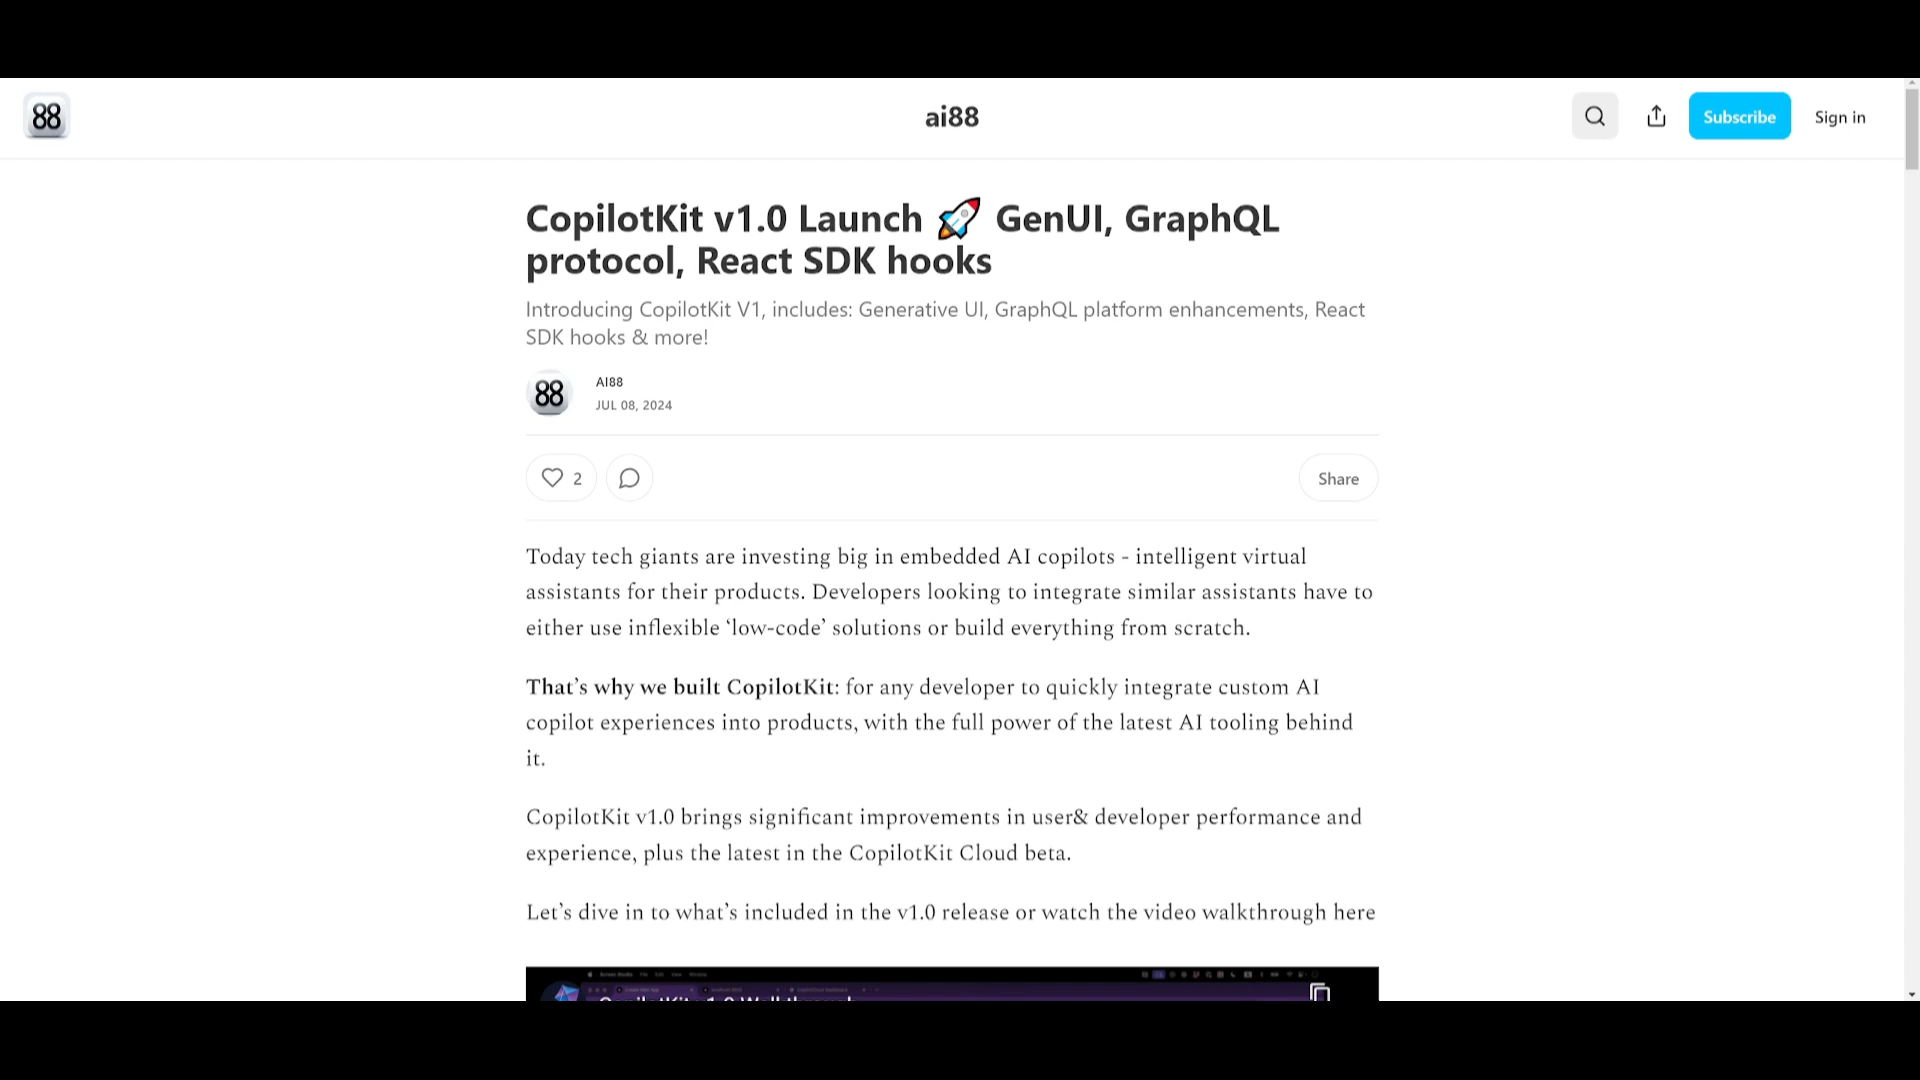 88
ai88
Subscribe
Sign in
CopilotKit v1.0 Launch 🚀 GenUI, GraphQL
protocol, React SDK hooks
Introducing CopilotKit V1, includes: Generative UI, GraphQL platform enhancements, React
SDK hooks & more!
88
AI88
JUL 08, 2024
2
Share
Today tech giants are investing big in embedded AI copilots - intelligent virtual
assistants for their products. Developers looking to integrate similar assistants have to
either use inflexible ‘low-code’ solutions or build everything from scratch.
That’s why we built CopilotKit: for any developer to quickly integrate custom AI
copilot experiences into products, with the full power of the latest AI tooling behind
it.
CopilotKit v1.0 brings significant improvements in user& developer performance and
experience, plus the latest in the CopilotKit Cloud beta.
Let’s dive in to what’s included in the v1.0 release or watch the video walkthrough here